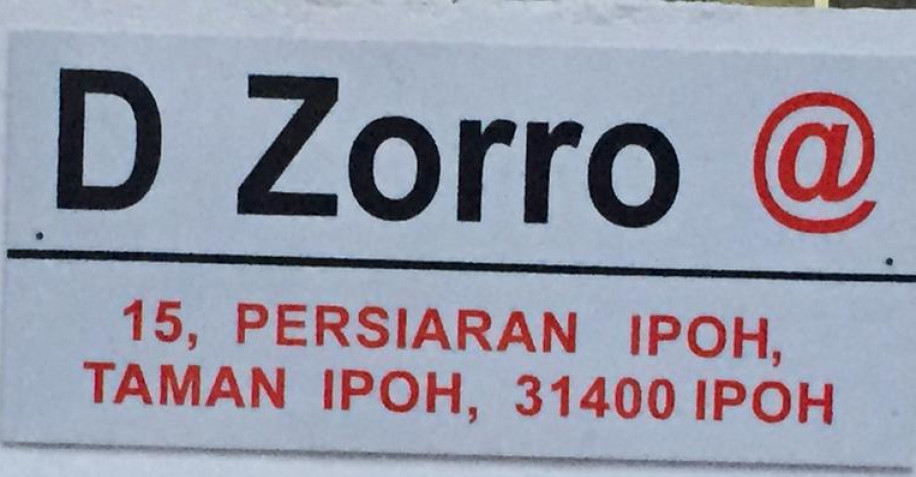 D Zorro @
15, PERSIARAN IPOH,
TAMAN IPOH, 31400 IPOH